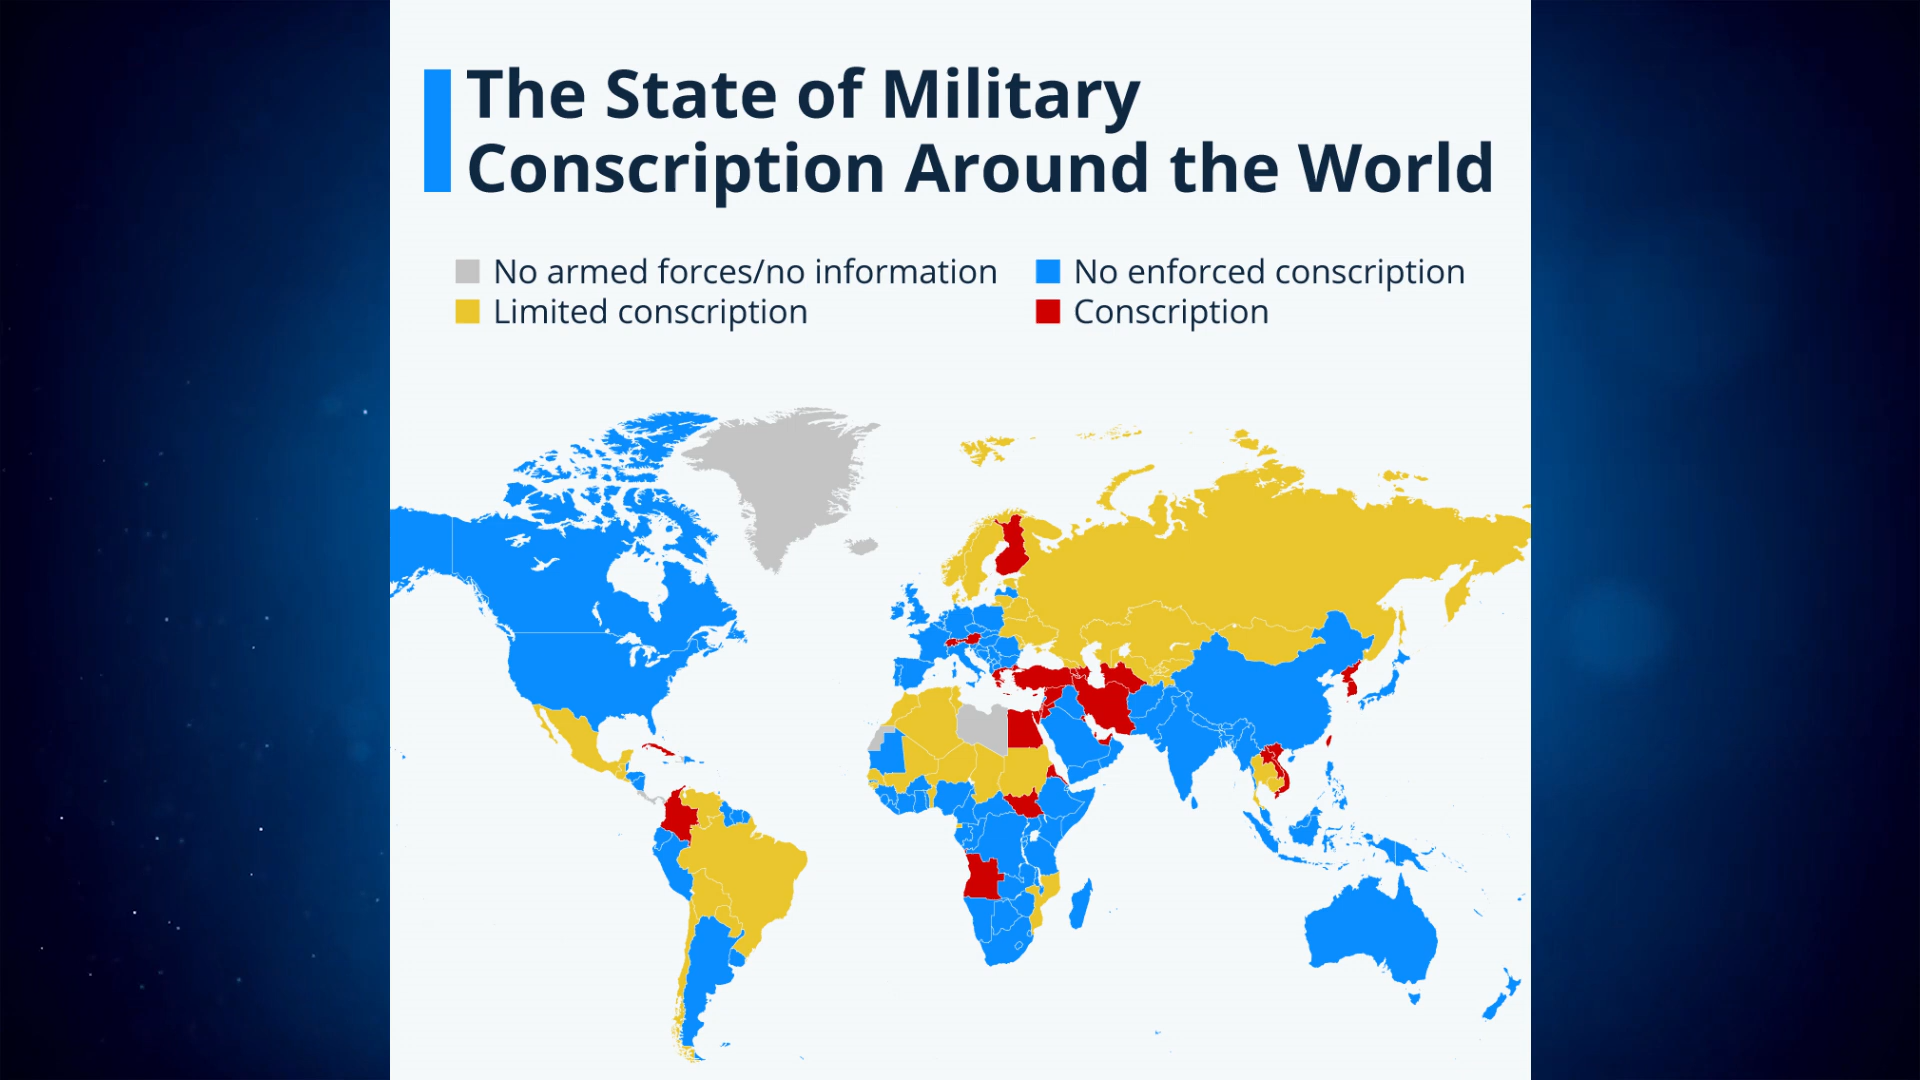 The State of Military
Conscription Around the World
No armed forces/no information
No enforced conscription
Limited conscription
Conscription